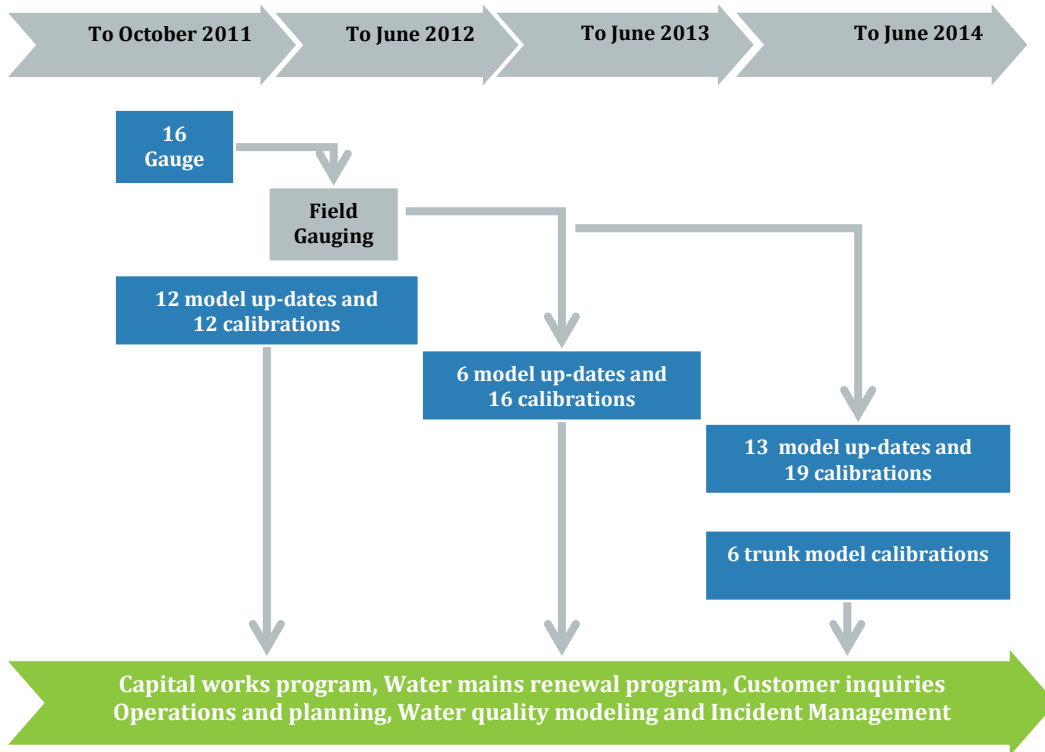 To October 2011
To June 2012
To June 2013
To June 2014
16
Gauge
Field
Gauging
12 model up-dates and
12 calibrations
6 model up-dates and
16 calibrations
13 model up-dates and
19 calibrations
6 trunk model calibrations
Capital works program, Water mains renewal program, Customer inquiries
Operations and planning, Water quality modeling and Incident Management